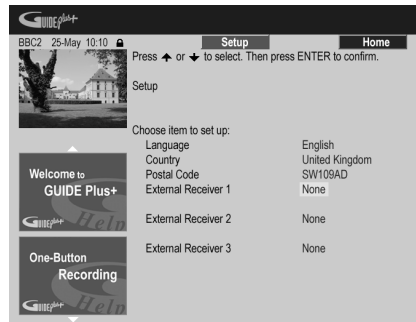 GUIDE Plus+
BBC2 25-May 10:10 Setup Home
Press or to select. Then press ENTER to confirm.
Setup
Choose item to set up:
Language English
Country United Kingdom
Postal Code SW109AD
External Receiver 1 None
External Receiver 2 None
External Receiver 3 None
Welcome to
GUIDE Plus+
GUIDE Plus+ Help
One-Button
Recording
GUIDE Plus+ Help